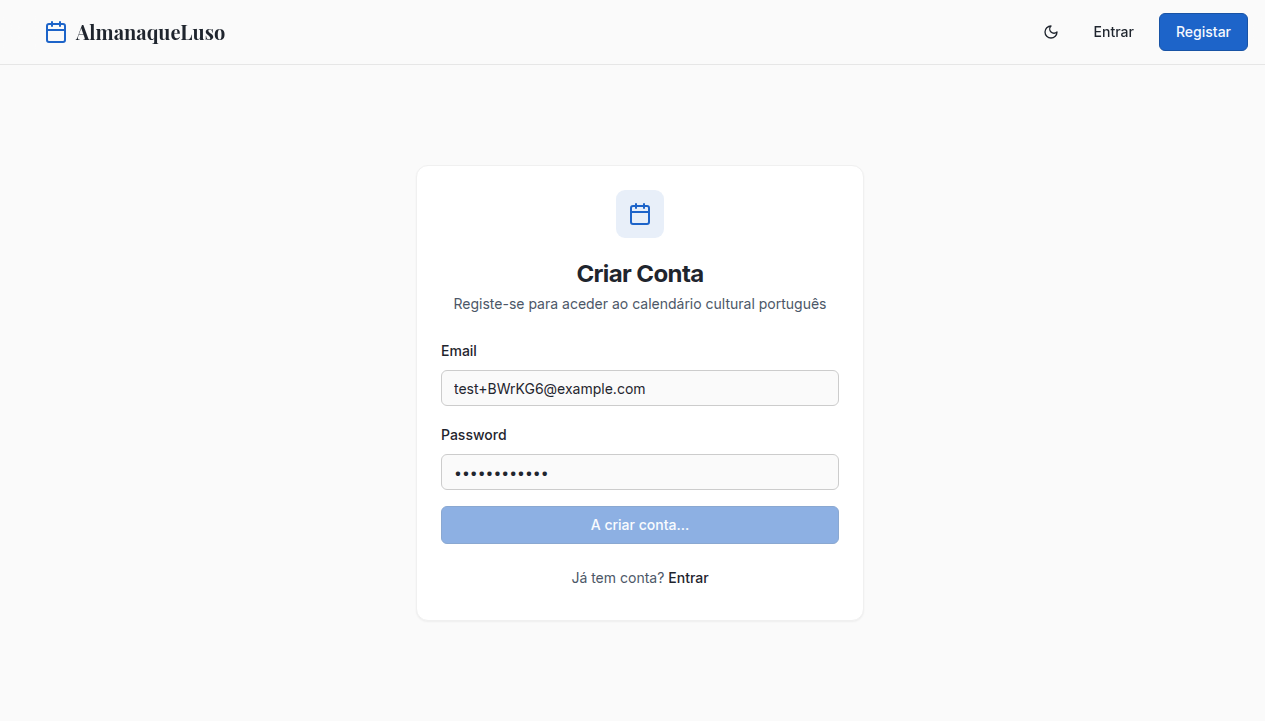 AlmanaqueLuso
Entrar
Registar
Criar Conta
Registe-se para aceder ao calendário cultural português
Email
test+BWrKG6@example.com
Password
••••••••••••
A criar conta...
Já tem conta? Entrar